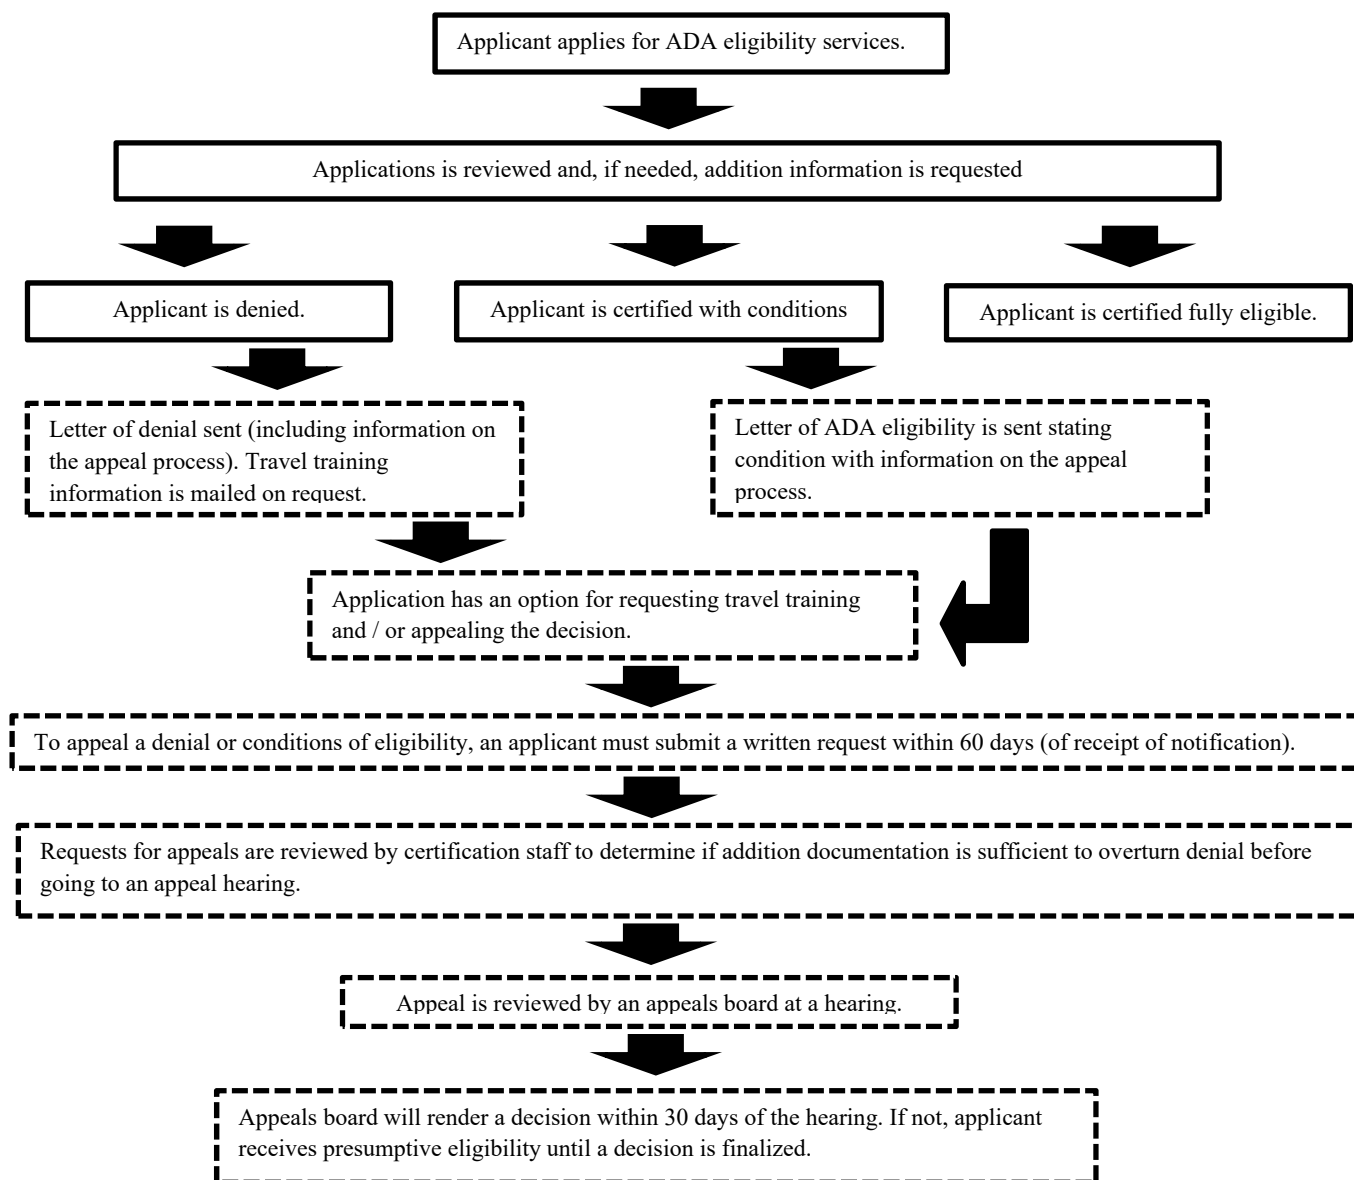 Applicant applies for ADA eligibility services.
Applications is reviewed and, if needed, addition information is requested
Applicant is denied.
Applicant is certified with conditions
Applicant is certified fully eligible.
Letter of denial sent (including information on
the appeal process). Travel training
information is mailed on request.
Letter of ADA eligibility is sent stating
condition with information on the appeal
process.
Application has an option for requesting travel training
and / or appealing the decision.
To appeal a denial or conditions of eligibility, an applicant must submit a written request within 60 days (of receipt of notification).
Requests for appeals are reviewed by certification staff to determine if addition documentation is sufficient to overturn denial before
going to an appeal hearing.
Appeal is reviewed by an appeals board at a hearing.
Appeals board will render a decision within 30 days of the hearing. If not, applicant
receives presumptive eligibility until a decision is finalized.